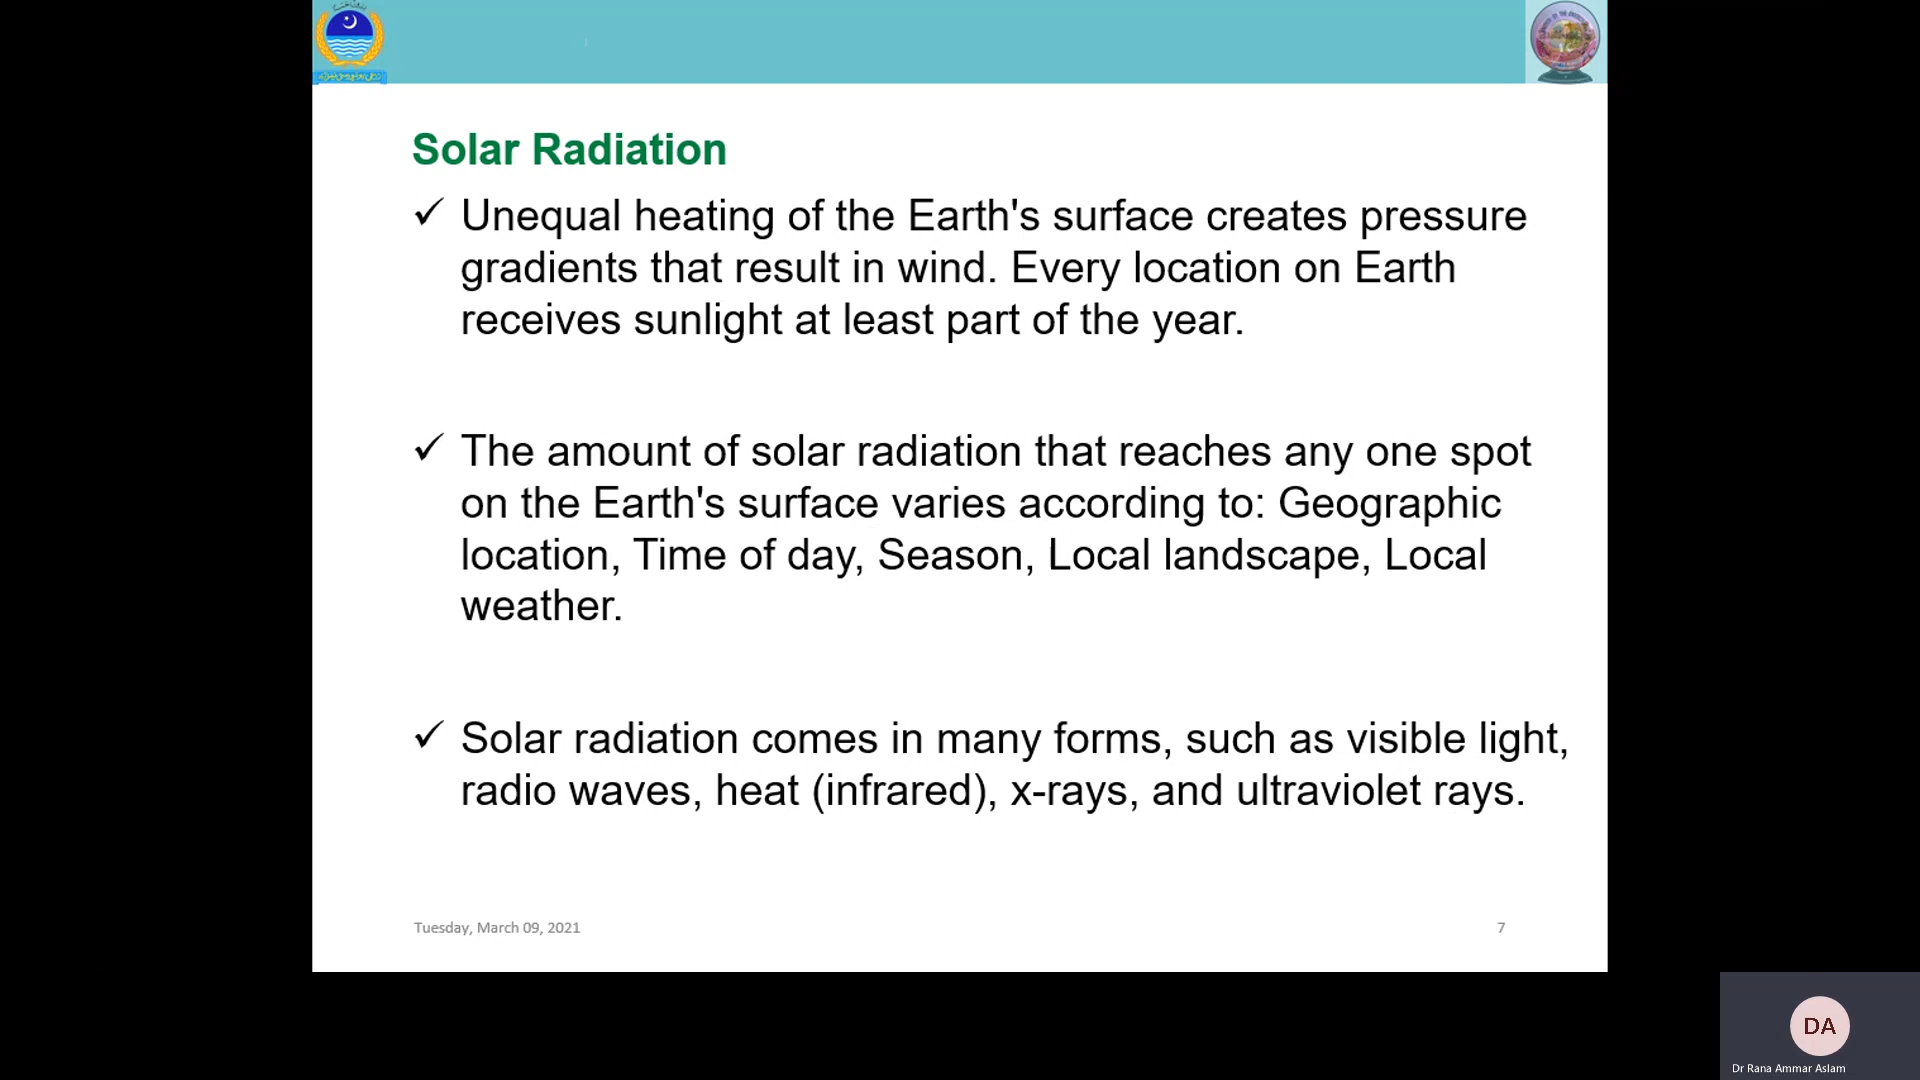 Solar Radiation
✓ Unequal heating of the Earth's surface creates pressure
gradients that result in wind. Every location on Earth
receives sunlight at least part of the year.
✓ The amount of solar radiation that reaches any one spot
on the Earth's surface varies according to: Geographic
location, Time of day, Season, Local landscape, Local
weather.
✓ Solar radiation comes in many forms, such as visible light,
radio waves, heat (infrared), x-rays, and ultraviolet rays.
Tuesday, March 09, 2021
7
DA
Dr Rana Ammar Aslam